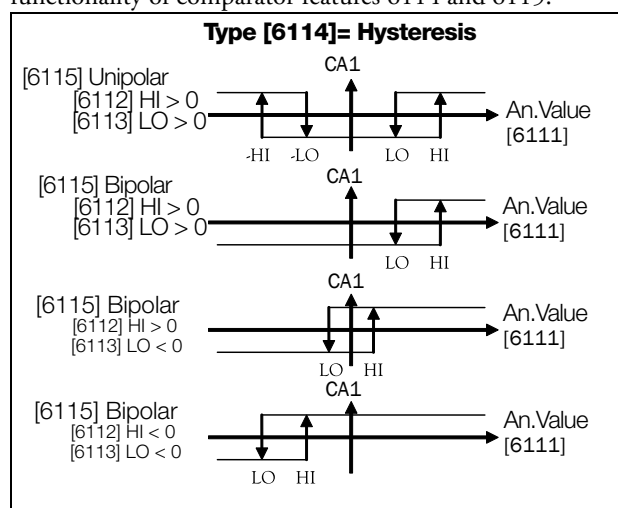 functionality of comparator features 6114 and 6115.
Type [6114]= Hysteresis
CA1
[6115] Unipolar
[6112] HI > 0
[6113] LO > 0
An.Value
[6111]
-HI -LO LO HI
CA1
[6115] Bipolar
[6112] HI > 0
[6113] LO > 0
An.Value
[6111]
LO HI
CA1
[6115] Bipolar
[6112] HI > 0
[6113] LO < 0
An.Value
[6111]
LO HI
CA1
[6115] Bipolar
[6112] HI < 0
[6113] LO < 0
An.Value
[6111]
LO HI